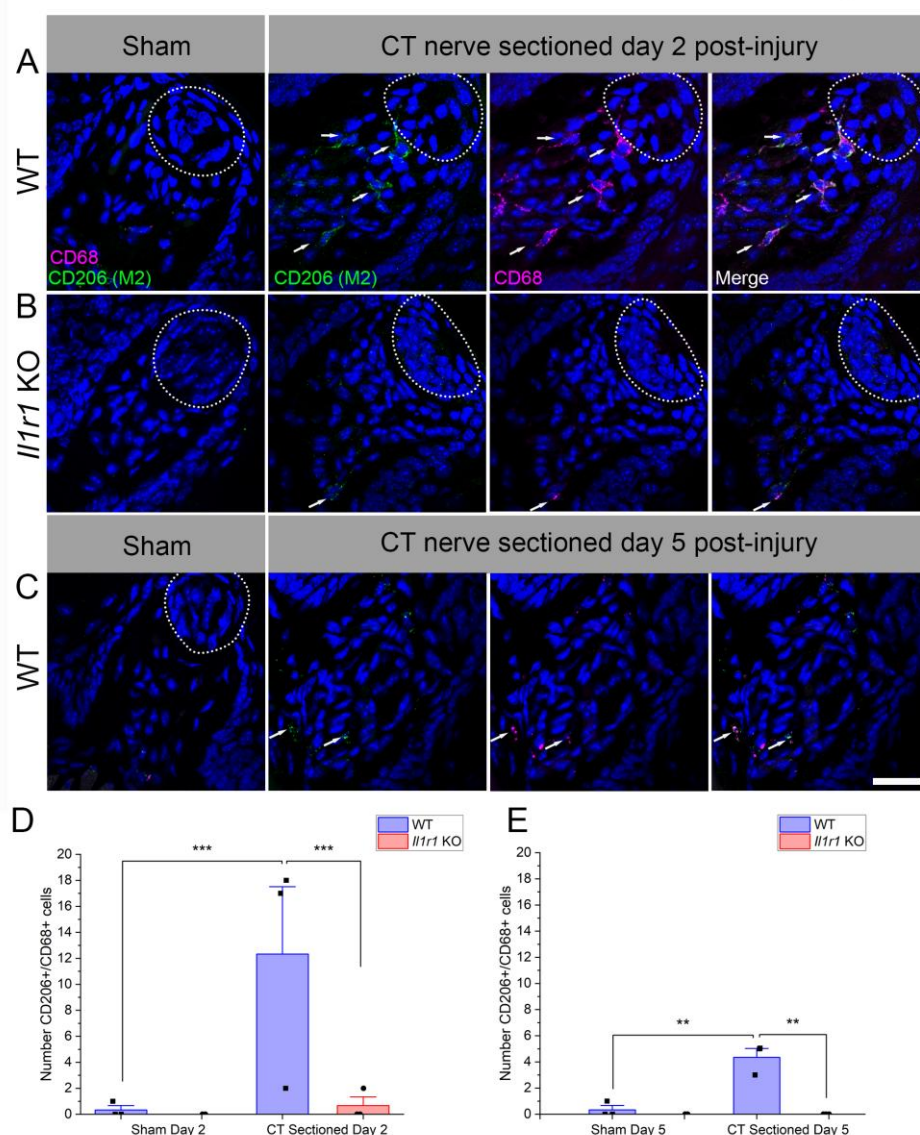 Sham
CT nerve sectioned day 2 post-injury
A
WT
CD68
CD206 (M2)
CD206 (M2)
CD68
Merge
B
Il1r1 KO
Sham
CT nerve sectioned day 5 post-injury
C
WT
D
WT
Il1r1 KO
***
***
Number CD206+/CD68+ cells
20
18
16
14
12
10
8
6
4
2
0
Sham Day 2
CT Sectioned Day 2
E
WT
Il1r1 KO
**
**
Number CD206+/CD68+ cells
20
18
16
14
12
10
8
6
4
2
0
Sham Day 5
CT Sectioned Day 5